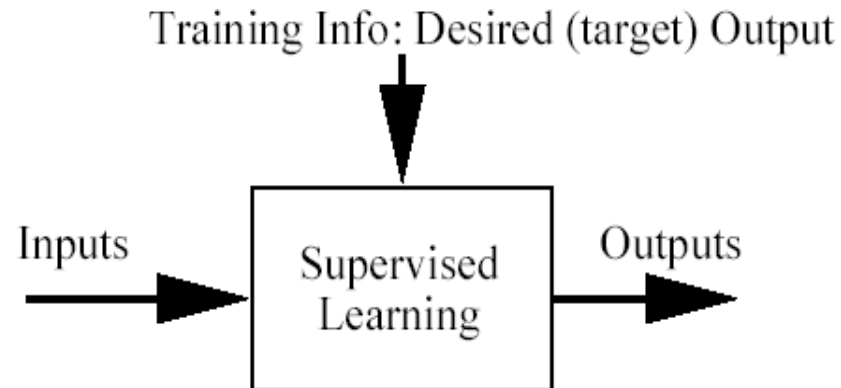 Training Info: Desired (target) Output
Inputs
Supervised
Learning
Outputs